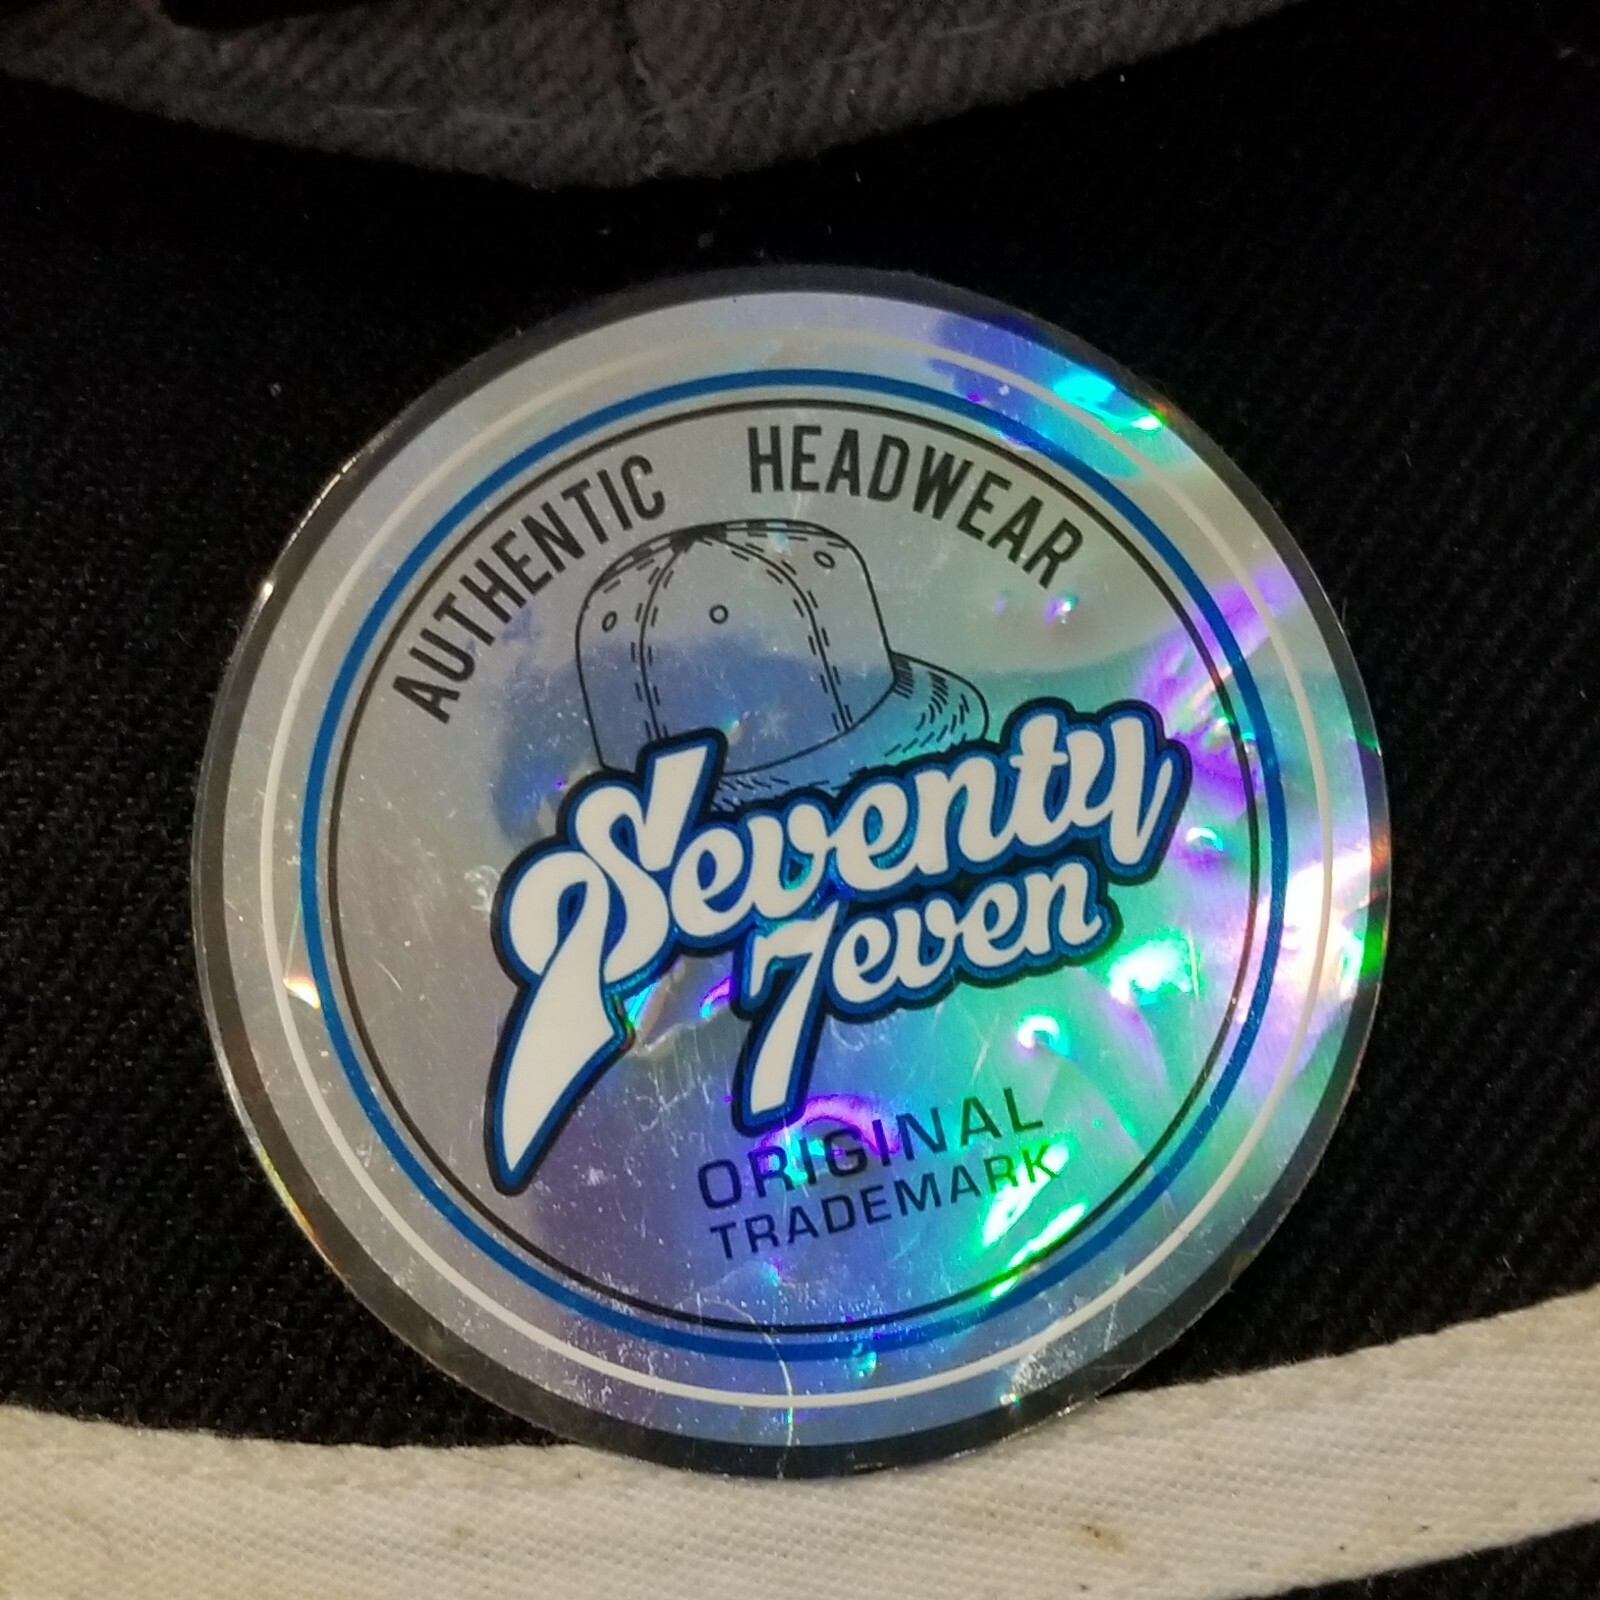 AUTHENTIC HEADWEAR
Seventy
7even
ORIGINAL
TRADEMARK